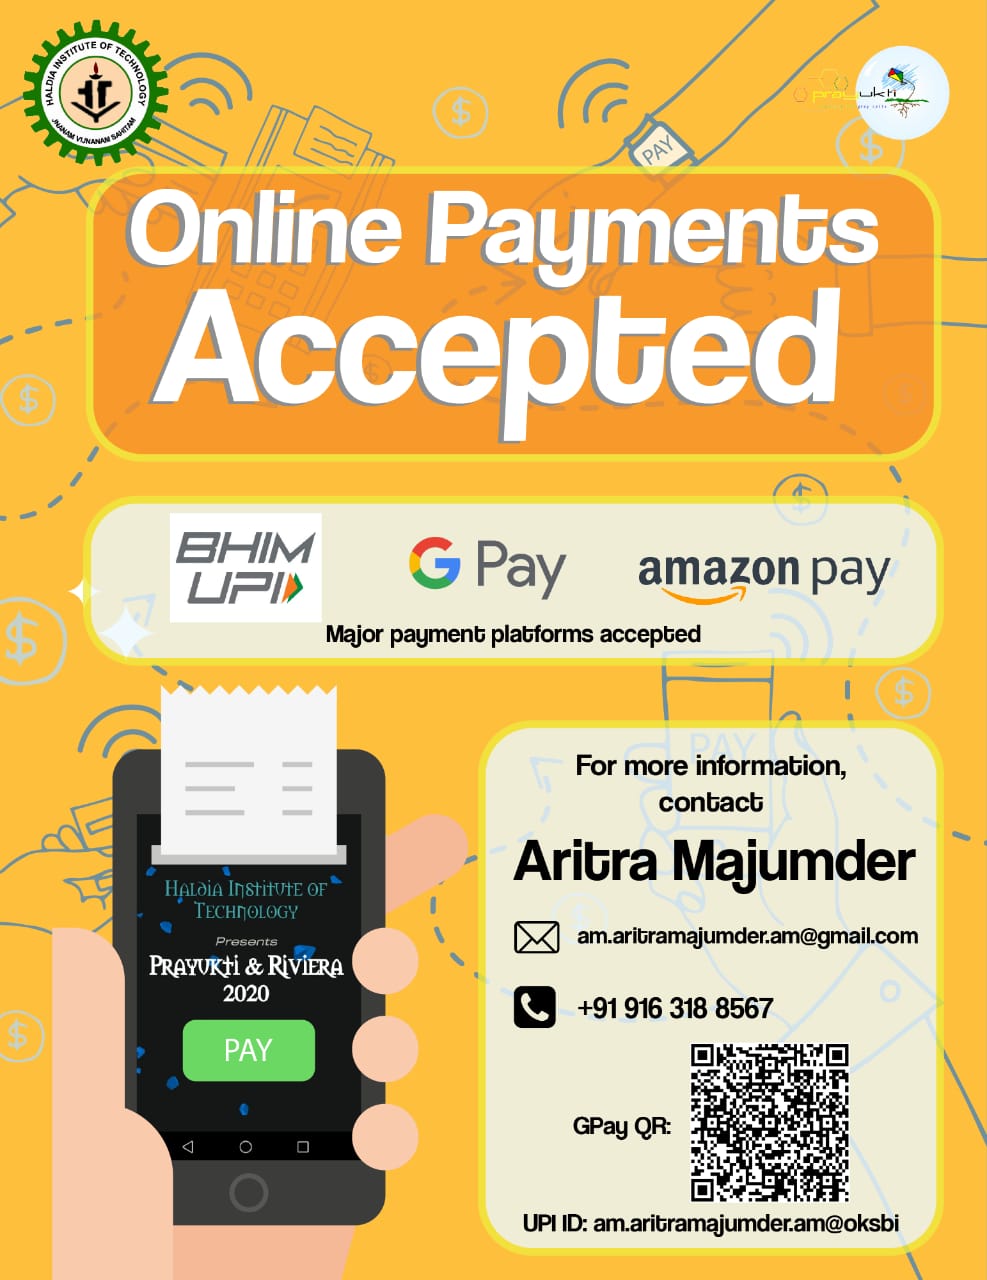 HALDIA INSTITUTE OF TECHNOLOGY
JNANAM VIJNANAM SAHITAM
prayukti
PAY
Online Payments
Accepted
BHIM
UPI
G Pay
amazon pay
Major payment platforms accepted
PAY
For more information,
contact
Aritra Majumder
am.aritramajumder.am@gmail.com
+91 916 318 8567
GPay QR:
UPI ID: am.aritramajumder.am@oksbi
Haldia Institute of
Technology
Presents
Prayukti & Riviera
2020
PAY